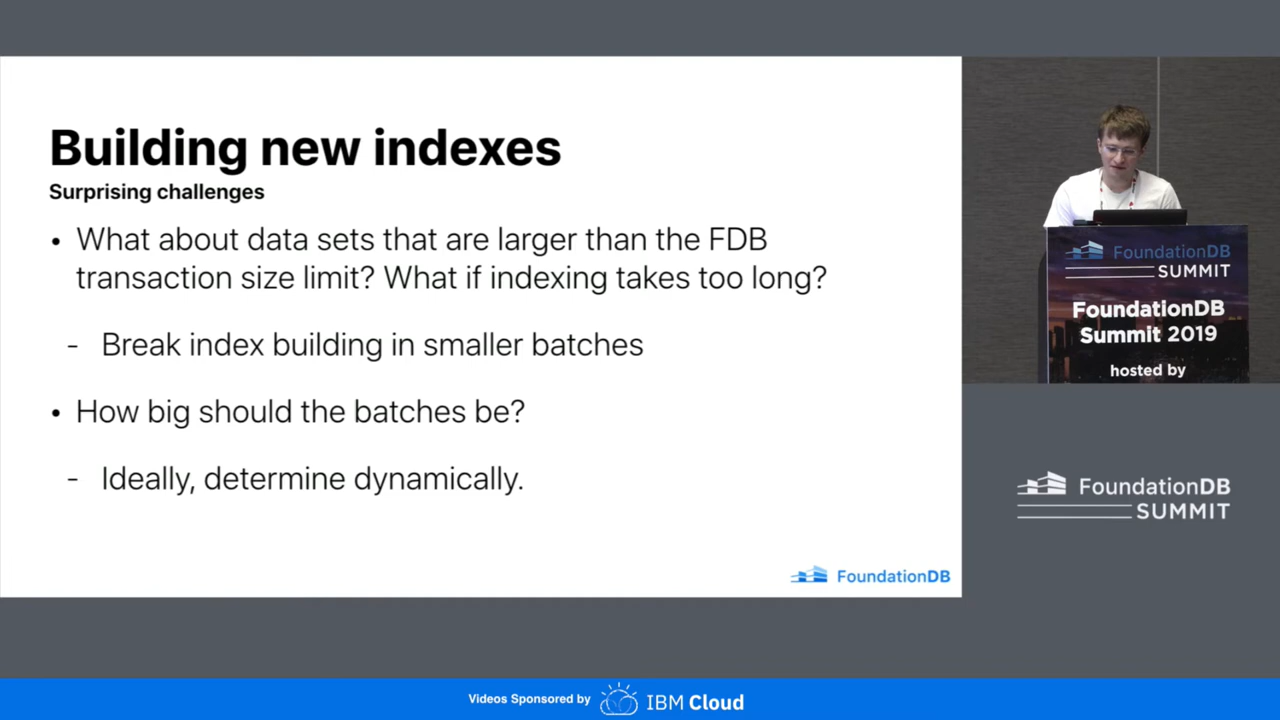 Building new indexes
Surprising challenges
• What about data sets that are larger than the FDB
transaction size limit? What if indexing takes too long?
- Break index building in smaller batches
• How big should the batches be?
- Ideally, determine dynamically.
FoundationDB
FoundationDB
SUMMIT
FoundationDB
Summit 2019
hosted by
FoundationDB
SUMMIT
Videos Sponsored by IBM Cloud